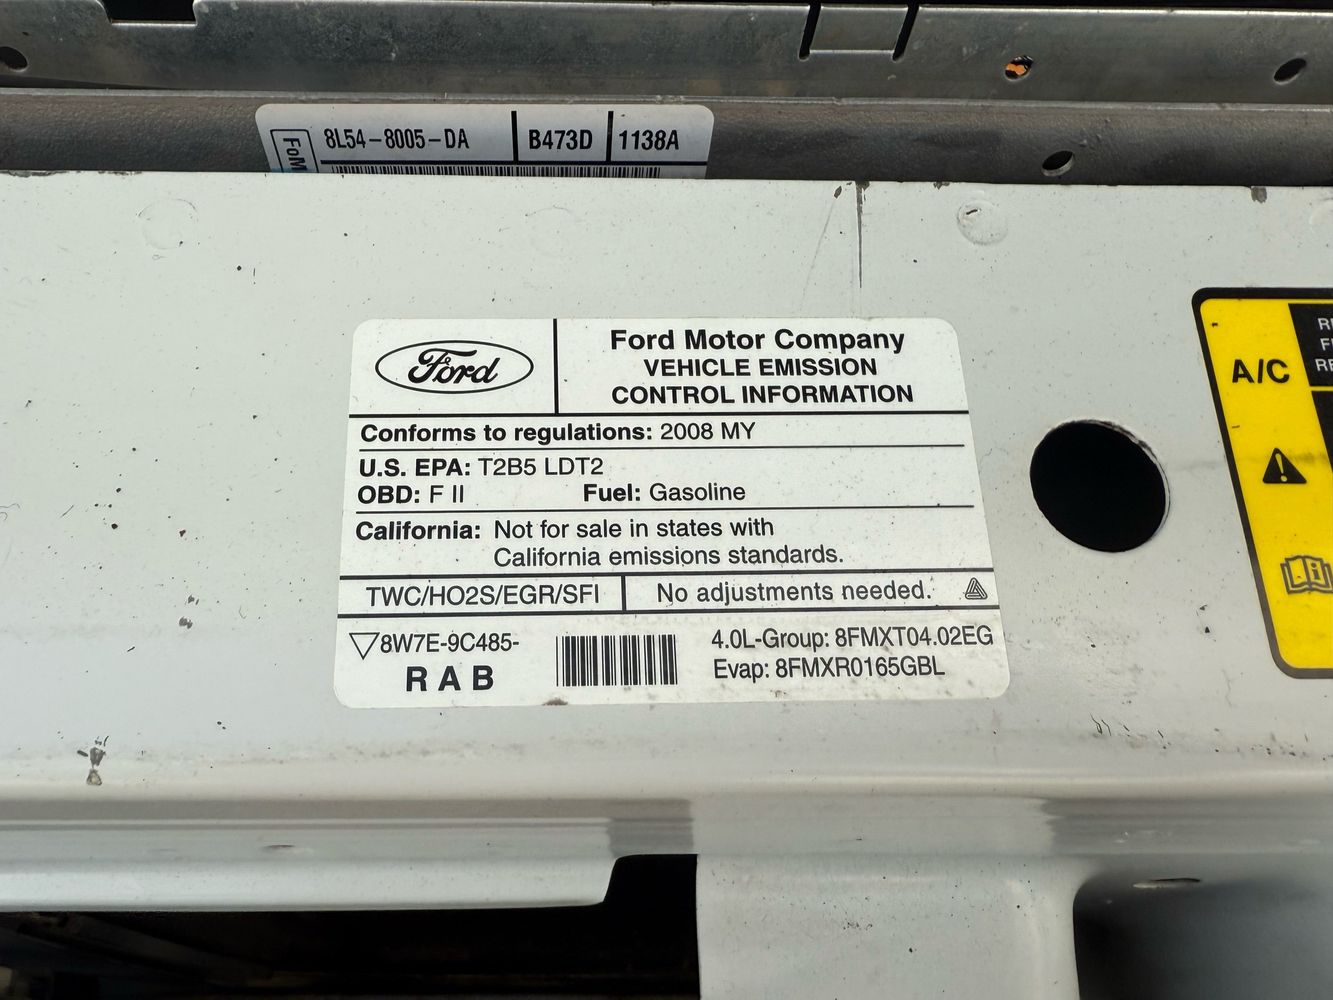 FoM
8L54-8005-DA B473D 1138A
Ford
Ford Motor Company
VEHICLE EMISSION
CONTROL INFORMATION
Conforms to regulations: 2008 MY
U.S. EPA: T2B5 LDT2
OBD: F II Fuel: Gasoline
California: Not for sale in states with
California emissions standards.
TWC/HO2S/EGR/SFI No adjustments needed.
8W7E-9C485-
RAB
4.0L-Group: 8FMXT04.02EG
Evap: 8FMXR0165GBL
A/C